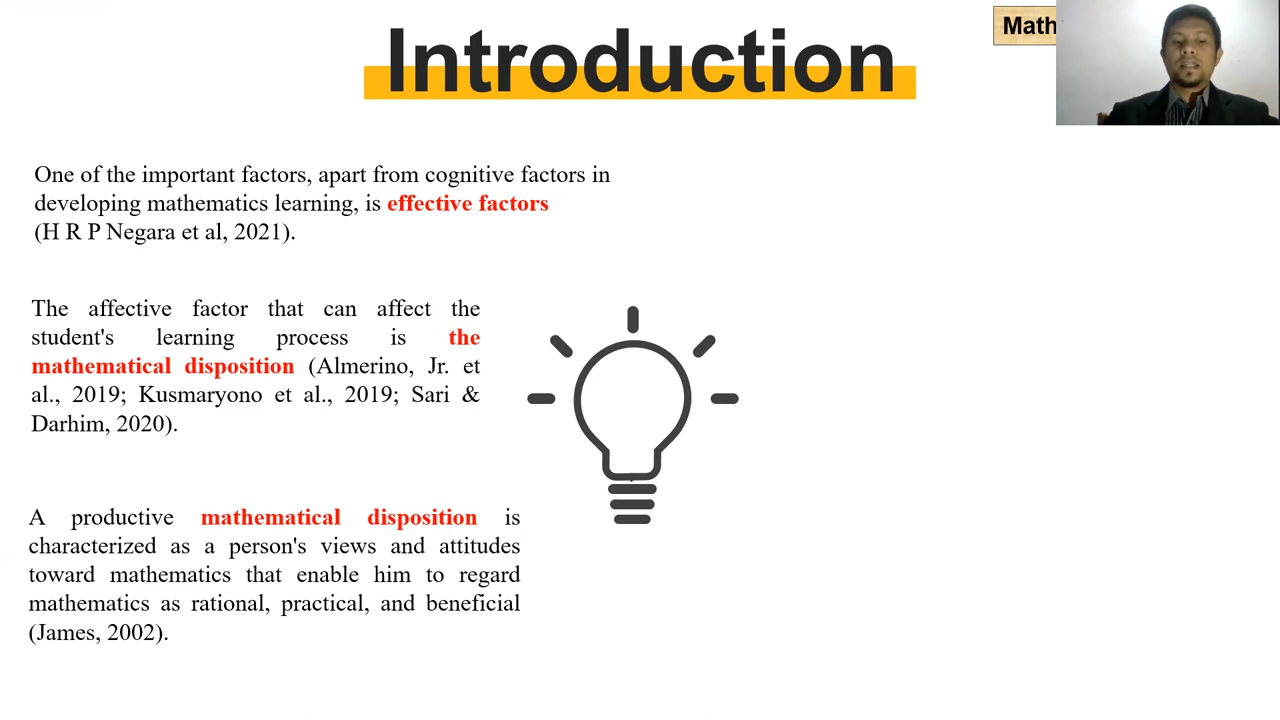 Introduction
Math
One of the important factors, apart from cognitive factors in
developing mathematics learning, is effective factors
(H R P Negara et al, 2021).
The affective factor that can affect the
student's learning process is the
mathematical disposition (Almerino, Jr. et
al., 2019; Kusmaryono et al., 2019; Sari &
Darhim, 2020).
A productive mathematical disposition is
characterized as a person's views and attitudes
toward mathematics that enable him to regard
mathematics as rational, practical, and beneficial
(James, 2002).